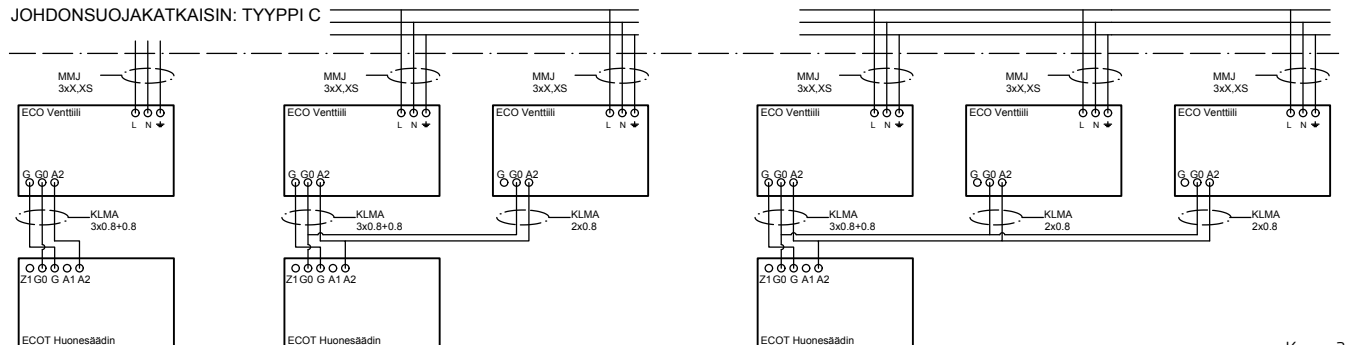 JOHDONSUOJAKATKAISIN: TYYPPI C
MMJ
3xX,XS
MMJ
3xX,XS
MMJ
3xX,XS
MMJ
3xX,XS
MMJ
3xX,XS
MMJ
3xX,XS
ECO Venttiili
L N
ECO Venttiili
L N
ECO Venttiili
L N
ECO Venttiili
L N
ECO Venttiili
L N
ECO Venttiili
L N
G G0 A2
G G0 A2
G G0 A2
G G0 A2
G G0 A2
G G0 A2
KLMA
3x0.8+0.8
KLMA
3x0.8+0.8
KLMA
2x0.8
KLMA
3x0.8+0.8
KLMA
2x0.8
KLMA
2x0.8
Z1 G0 G A1 A2
Z1 G0 G A1 A2
Z1 G0 G A1 A2
ECOT Huonesäädin
ECOT Huonesäädin
ECOT Huonesäädin